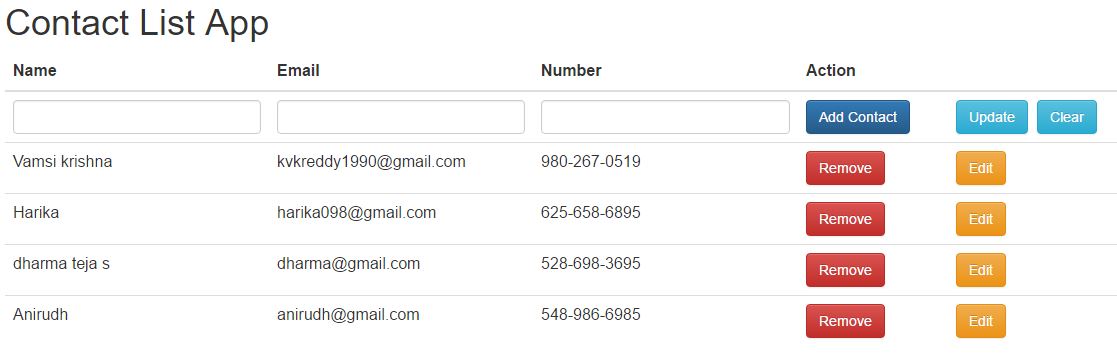 Contact List App
Name Email Number Action
Add Contact Update Clear
Vamsi krishna kvkreddy1990@gmail.com 980-267-0519 Remove Edit
Harika harika098@gmail.com 625-658-6895 Remove Edit
dharma teja s dharma@gmail.com 528-698-3695 Remove Edit
Anirudh anirudh@gmail.com 548-986-6985 Remove Edit